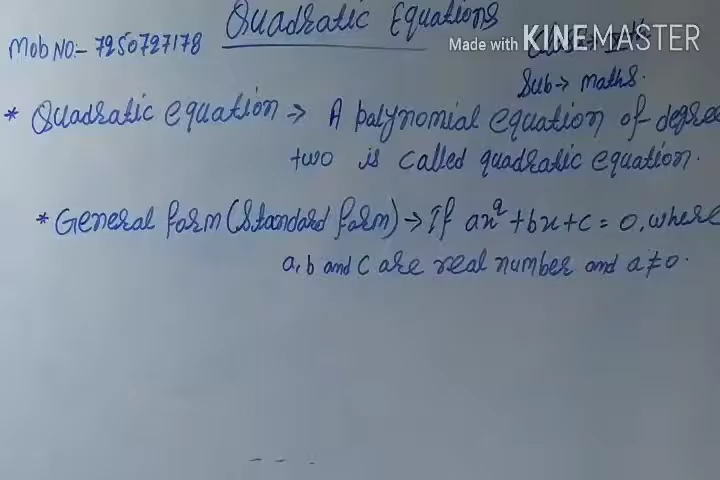 Quadratic Equations
Mob No:- 7250727178
Made with KINEMASTER
Sub→ maths.
* Quadratic equation → A polynomial equation of degree
two is called quadratic equation.
* General form (Standard form) → If ax² + bx + c = 0, where
a, b and c are real number and a ≠ 0.